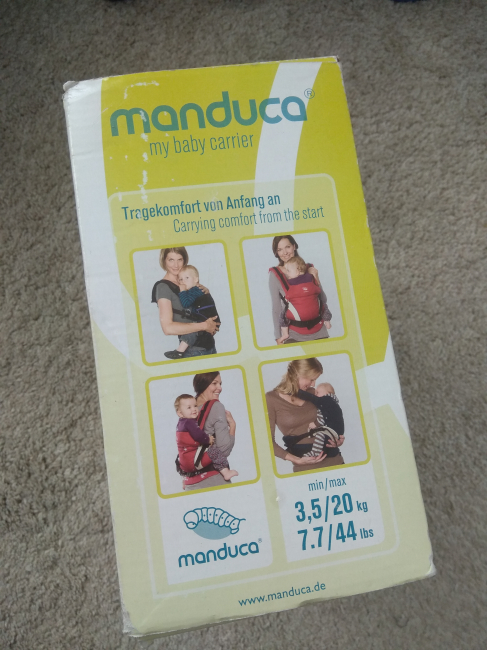 manduca®
my baby carrier
Tragekomfort von Anfang an
Carrying comfort from the start
min/max
3,5/20 kg
7.7/44 lbs
manduca®
www.manduca.de